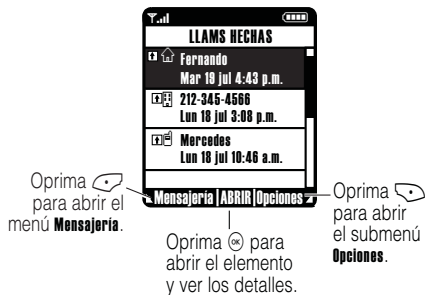 LLAMS HECHAS
Fernando
Mar 19 jul 4:43 p.m.
212-345-4566
Lun 18 jul 3:08 p.m.
Mercedes
Lun 18 jul 10:46 a.m.
Mensajería ABRIR Opciones
Oprima
para abrir el
menú Mensajería.
Oprima OK para
abrir el elemento
y ver los detalles.
Oprima
para abrir
el submenú
Opciones.